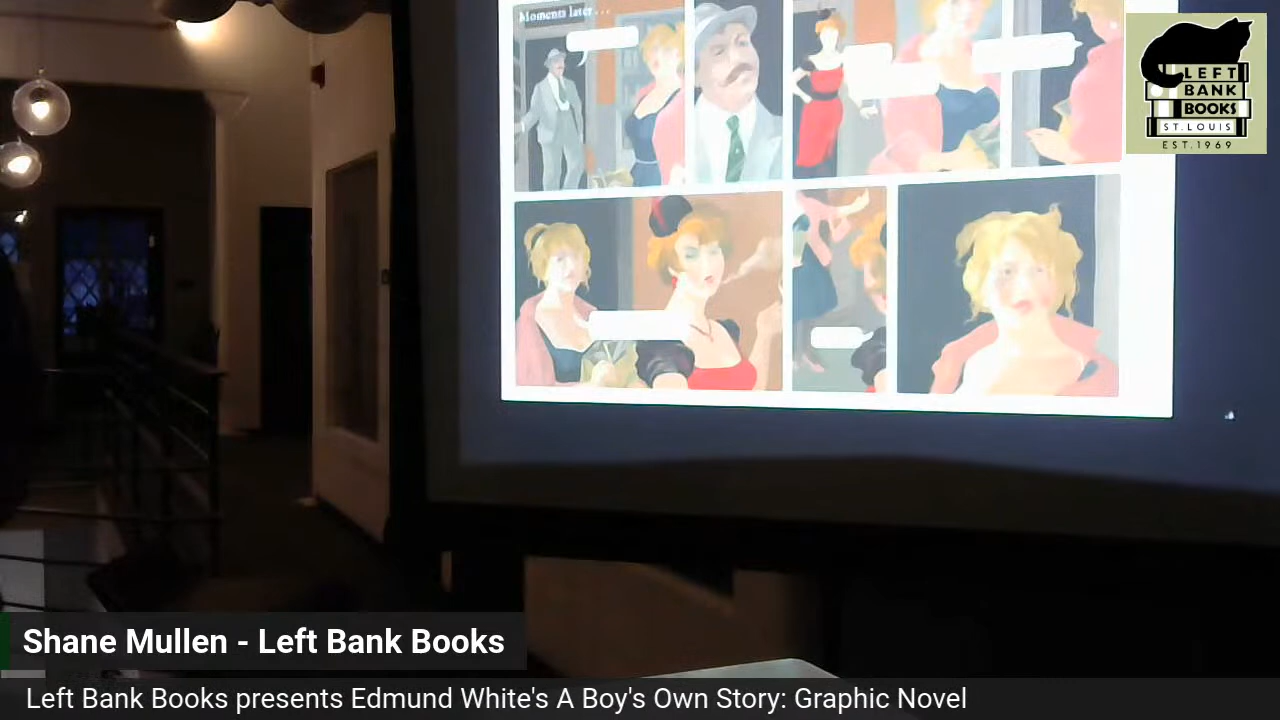 Moments later...
LEFT
BANK
BOOKS
ST. LOUIS
EST. 1969
Shane Mullen - Left Bank Books
Left Bank Books presents Edmund White's A Boy's Own Story: Graphic Novel